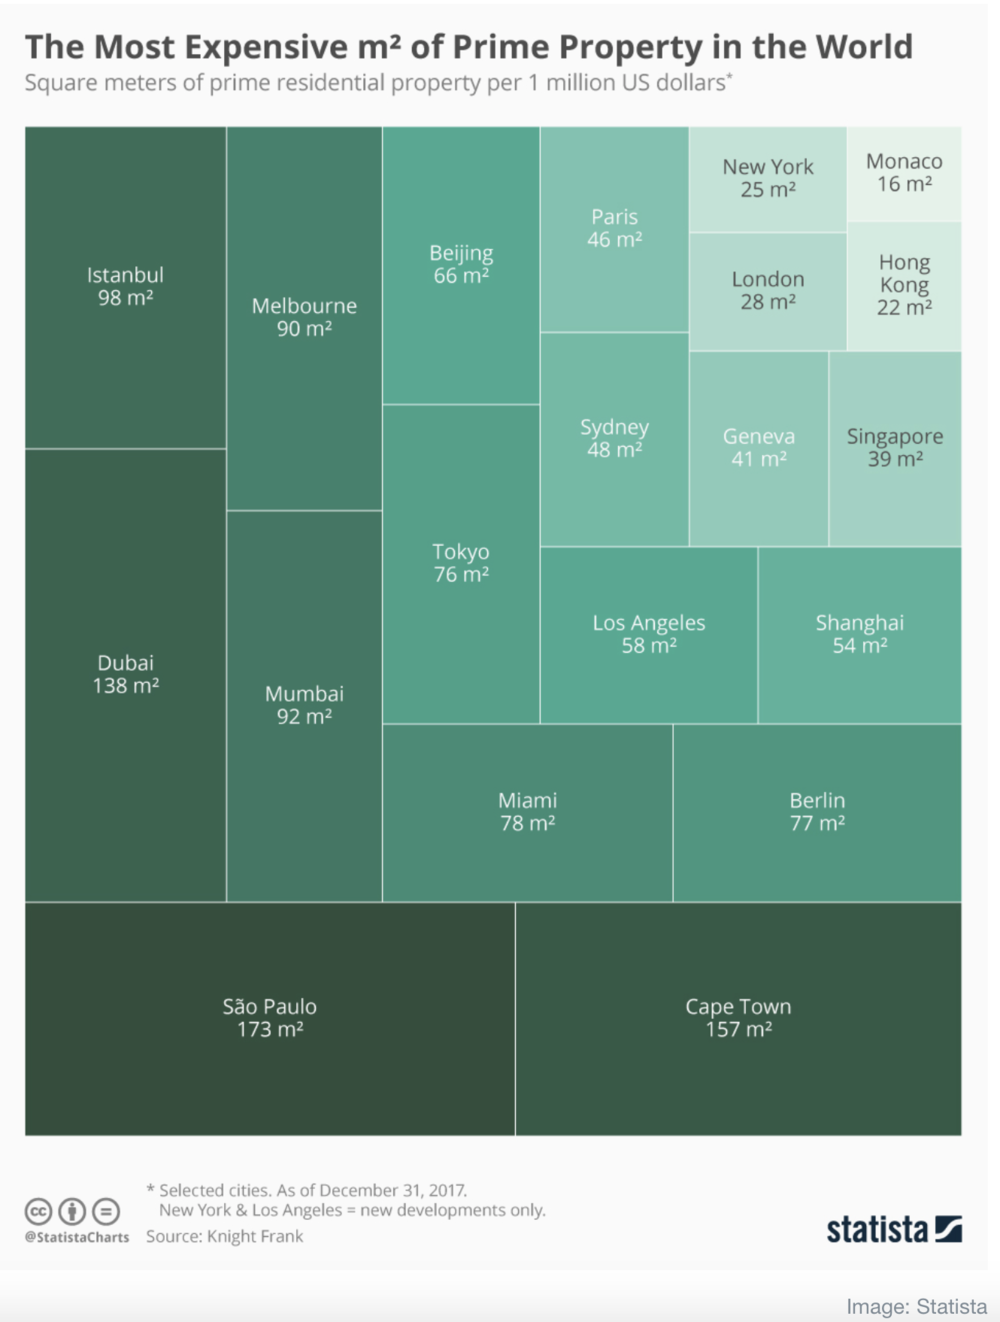 The Most Expensive m² of Prime Property in the World
Square meters of prime residential property per 1 million US dollars*
Istanbul
98 m²
Melbourne
90 m²
Beijing
66 m²
Paris
46 m²
New York
25 m²
Monaco
16 m²
London
28 m²
Hong
Kong
22 m²
Sydney
48 m²
Geneva
41 m²
Singapore
39 m²
Tokyo
76 m²
Los Angeles
58 m²
Shanghai
54 m²
Dubai
138 m²
Mumbai
92 m²
Miami
78 m²
Berlin
77 m²
São Paulo
173 m²
Cape Town
157 m²
* Selected cities. As of December 31, 2017.
New York & Los Angeles = new developments only.
cc
@StatistaCharts Source: Knight Frank
statista
Image: Statista